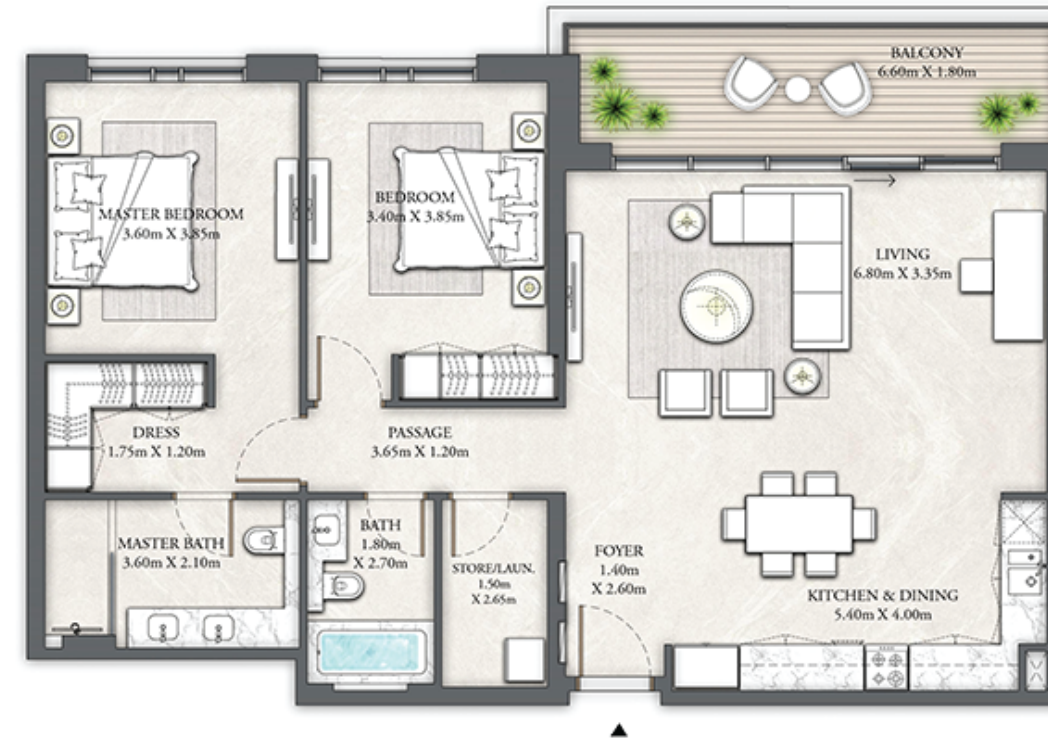 BALCONY
6.60m X 1.80m
MASTER BEDROOM
3.60m X 3.85m
BEDROOM
3.40m X 3.85m
LIVING
6.80m X 3.35m
DRESS
1.75m X 1.20m
PASSAGE
3.65m X 1.20m
MASTER BATH
3.60m X 2.10m
BATH
1.80m
X 2.70m
STORE/LAUN.
1.50m
X 2.65m
FOYER
1.40m
X 2.60m
KITCHEN & DINING
5.40m X 4.00m